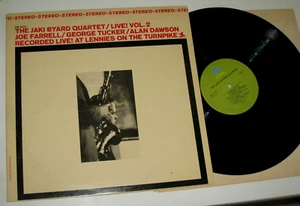 STEREO-STEREO-STEREO-STEREO-STEREO-STEREO
THE JAKI BYARD QUARTET/LIVE! VOL. 2
JOE FARRELL/GEORGE TUCKER/ALAN DAWSON
RECORDED LIVE! AT LENNIES ON THE TURNPIKE